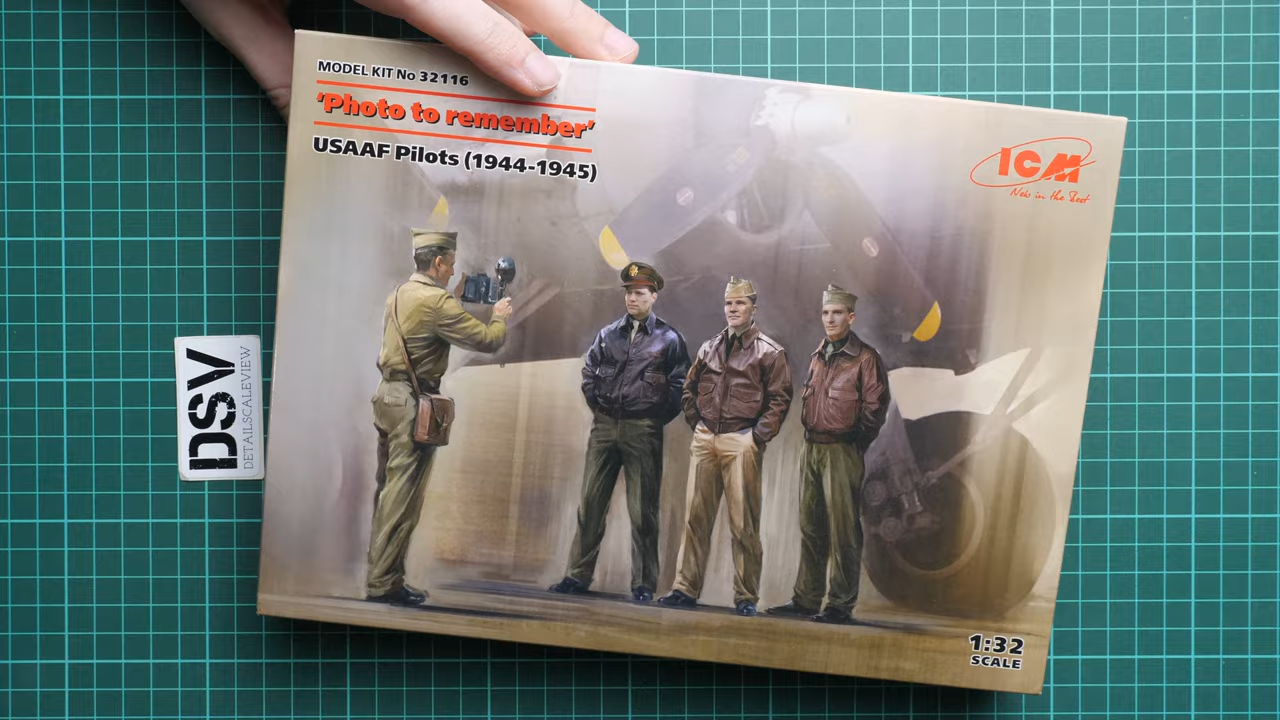 MODEL KIT No 32116
'Photo to remember'
USAAF Pilots (1944-1945)
ICM
New in the Best
DSV
DETAILSCALEVIEW
1:32
SCALE